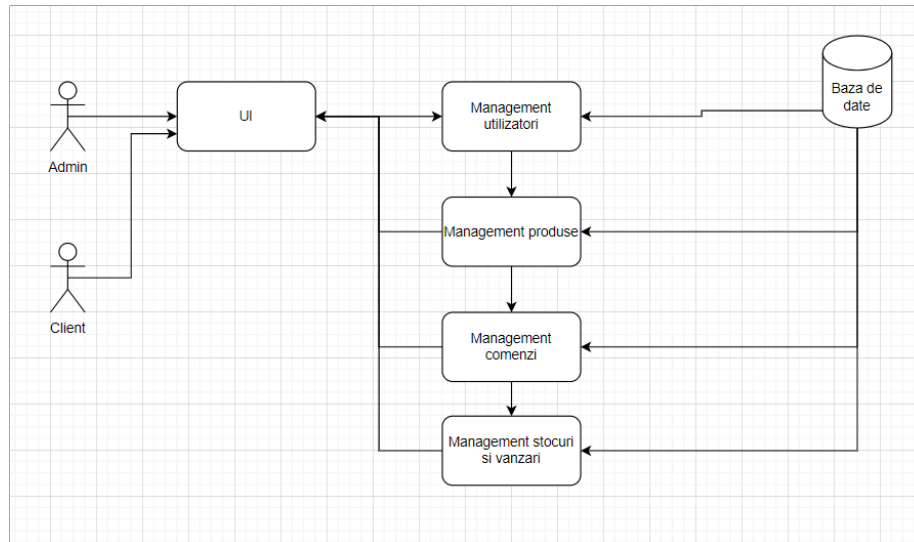 Admin
Client
UI
Management
utilizatori
Management produse
Management
comenzi
Management stocuri
si vanzari
Baza de
date